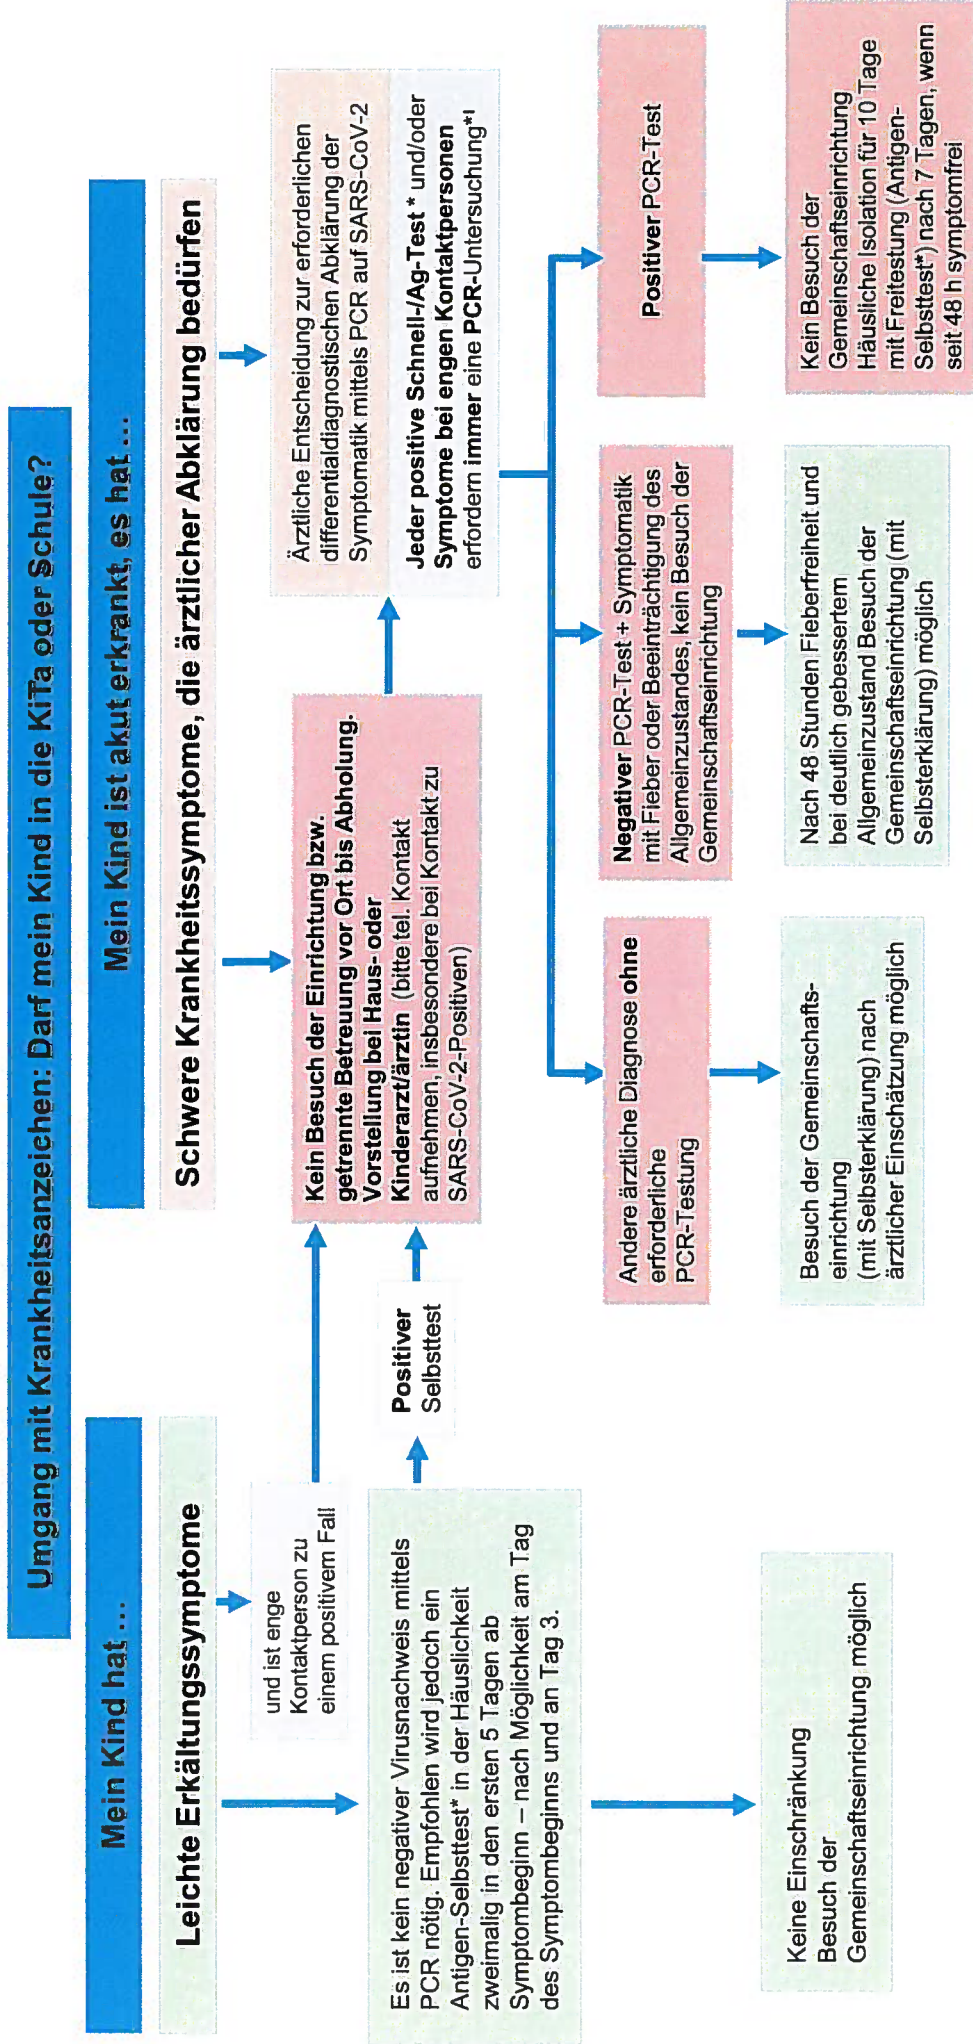 Umgang mit Krankheitsanzeichen: Darf mein Kind in die KiTa oder Schule?
Mein Kind hat ...
Leichte Erkältungssymptome
und ist enge
Kontaktperson zu
einem positivem Fall
Es ist kein negativer Virusnachweis mittels
PCR nötig. Empfohlen wird jedoch ein
Antigen-Selbsttest* in der Häuslichkeit
zweimalig in den ersten 5 Tagen ab
Symptombeginn – nach Möglichkeit am Tag
des Symptombeginns und an Tag 3.
Positiver
Selbsttest
Keine Einschränkung
Besuch der
Gemeinschaftseinrichtung möglich
Mein Kind ist akut erkrankt, es hat ...
Schwere Krankheitssymptome, die ärztlicher Abklärung bedürfen
Kein Besuch der Einrichtung bzw.
getrennte Betreuung vor Ort bis Abholung.
Vorstellung bei Haus- oder
Kinderarzt/ärztin (bitte tel. Kontakt
aufnehmen, insbesondere bei Kontakt zu
SARS-CoV-2-Positiven)
Ärztliche Entscheidung zur erforderlichen
differentialdiagnostischen Abklärung der
Symptomatik mittels PCR auf SARS-CoV-2
Jeder positive Schnell-/Ag-Test * und/oder
Symptome bei engen Kontaktpersonen
erfordern immer eine PCR-Untersuchung*¹
Andere ärztliche Diagnose ohne
erforderliche
PCR-Testung
Besuch der Gemeinschafts-
einrichtung
(mit Selbsterklärung) nach
ärztlicher Einschätzung möglich
Negativer PCR-Test + Symptomatik
mit Fieber oder Beeinträchtigung des
Allgemeinzustandes, kein Besuch der
Gemeinschaftseinrichtung
Nach 48 Stunden Fieberfreiheit und
bei deutlich gebessertem
Allgemeinzustand Besuch der
Gemeinschaftseinrichtung (mit
Selbsterklärung) möglich
Positiver PCR-Test
Kein Besuch der
Gemeinschaftseinrichtung
Häusliche Isolation für 10 Tage
mit Freitestung (Antigen-
Selbsttest*) nach 7 Tagen, wenn
seit 48 h symptomfrei